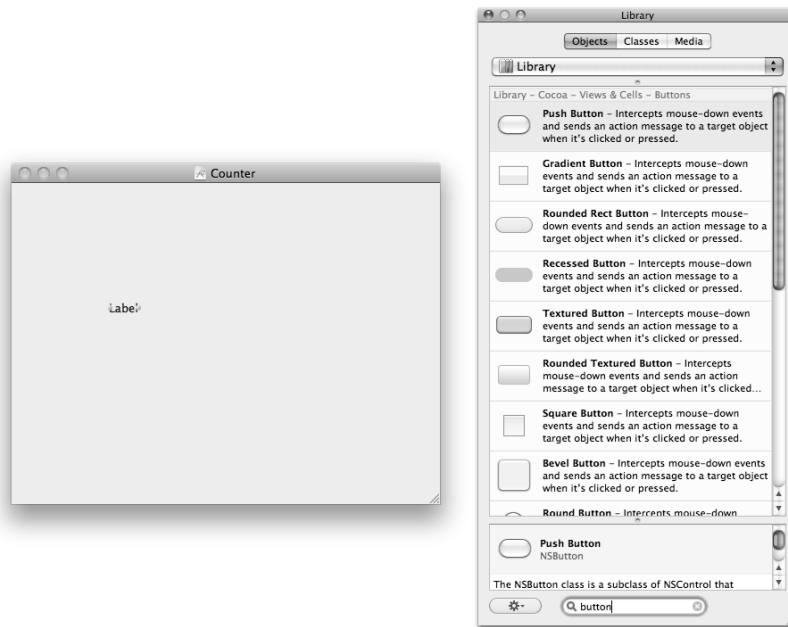 Counter
Label
Library
Objects
Classes
Media
Library
Library – Cocoa – Views & Cells – Buttons
Push Button – Intercepts mouse-down events
and sends an action message to a target object
when it's clicked or pressed.
Gradient Button – Intercepts mouse-down
events and sends an action message to a
target object when it's clicked or pressed.
Rounded Rect Button – Intercepts mouse-
down events and sends an action message to a
target object when it's clicked or pressed.
Recessed Button – Intercepts mouse-down
events and sends an action message to a
target object when it's clicked or pressed.
Textured Button – Intercepts mouse-down
events and sends an action message to a
target object when it's clicked or pressed.
Rounded Textured Button – Intercepts
mouse-down events and sends an action
message to a target object when it's clicked...
Square Button – Intercepts mouse-down
events and sends an action message to a
target object when it's clicked or pressed.
Bevel Button – Intercepts mouse-down events
and sends an action message to a target object
when it's clicked or pressed.
Round Button – Intercepts mouse-down
Push Button
NSButton
The NSButton class is a subclass of NSControl that
button